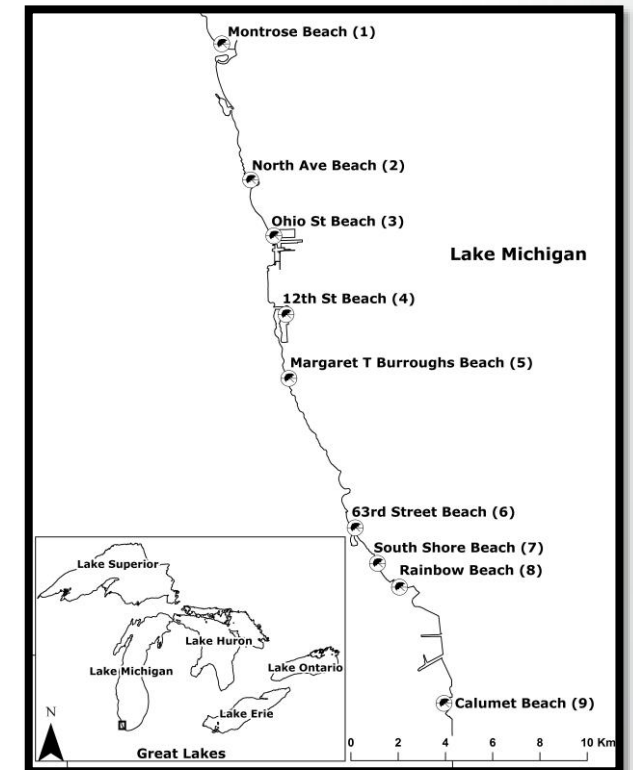 Montrose Beach (1)
North Ave Beach (2)
Ohio St Beach (3)
Lake Michigan
12th St Beach (4)
Margaret T Burroughs Beach (5)
63rd Street Beach (6)
South Shore Beach (7)
Rainbow Beach (8)
Lake Superior
Lake Huron
Lake Michigan
Lake Ontario
Lake Erie
Calumet Beach (9)
N
Great Lakes
0 2 4 6 8 10 Km